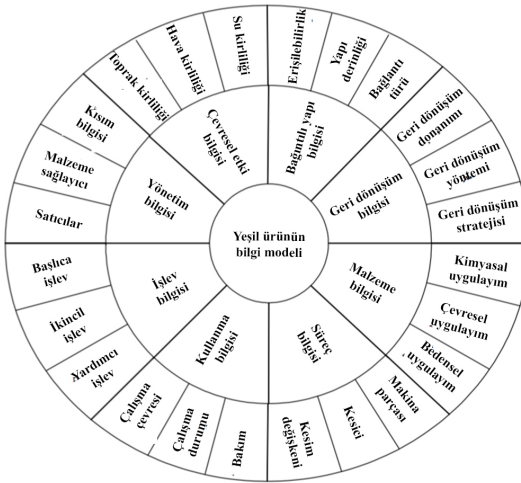 Yeşil ürünün
bilgi modeli
Bağıntılı yapı
bilgisi
Erişilebilirlik
Yapı
derinliği
Bağlantı
türü
Geri dönüşüm
bilgisi
Geri dönüşüm
donanımı
Geri dönüşüm
yöntemi
Geri dönüşüm
stratejisi
Malzeme
bilgisi
Kimyasal
uygulayım
Çevresel
uygulayım
Bedensel
uygulayım
Süreç
bilgisi
Makina
parçası
Kesici
Kesim
değişkeni
Kullanma
bilgisi
Bakım
Çalışma
durumu
Çalışma
çevresi
İşlev
bilgisi
Yardımcı
işlev
İkincil
işlev
Başlıca
işlev
Yönetim
bilgisi
Satıcılar
Malzeme
sağlayıcı
Kısım
bilgisi
Çevresel etki
bilgisi
Toprak kirliliği
Hava kirliliği
Su kirliliği